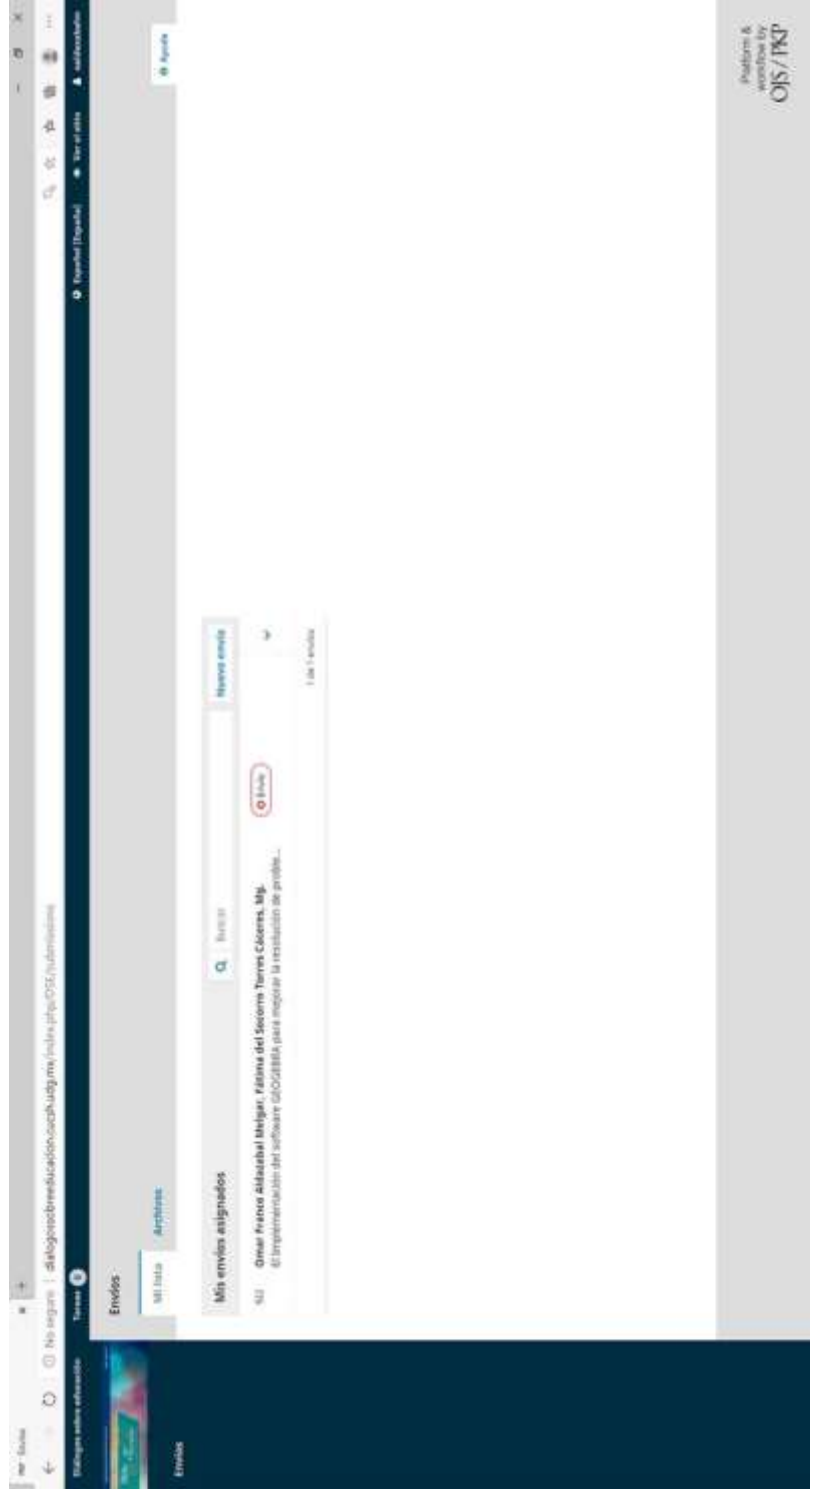 Envíos
No seguro | dialogossobreeducacion.cucsh.udg.mx/index.php/DSE/submissions
Diálogos sobre educación
Tareas 0
Español (España)
Ver el sitio
Envíos
Ayuda
Mi lista
Archivos
Envíos
Mis envíos asignados
Buscar
Nuevo envío
Omar Franco Aldazabal Melgar, Fátima del Socorro Torres Cáceres, Mg.
El Implementación del software GEOGEBRA para mejorar la resolución de proble...
Envío
1 de 1 envíos
Platform &
workflow by
OJS / PKP